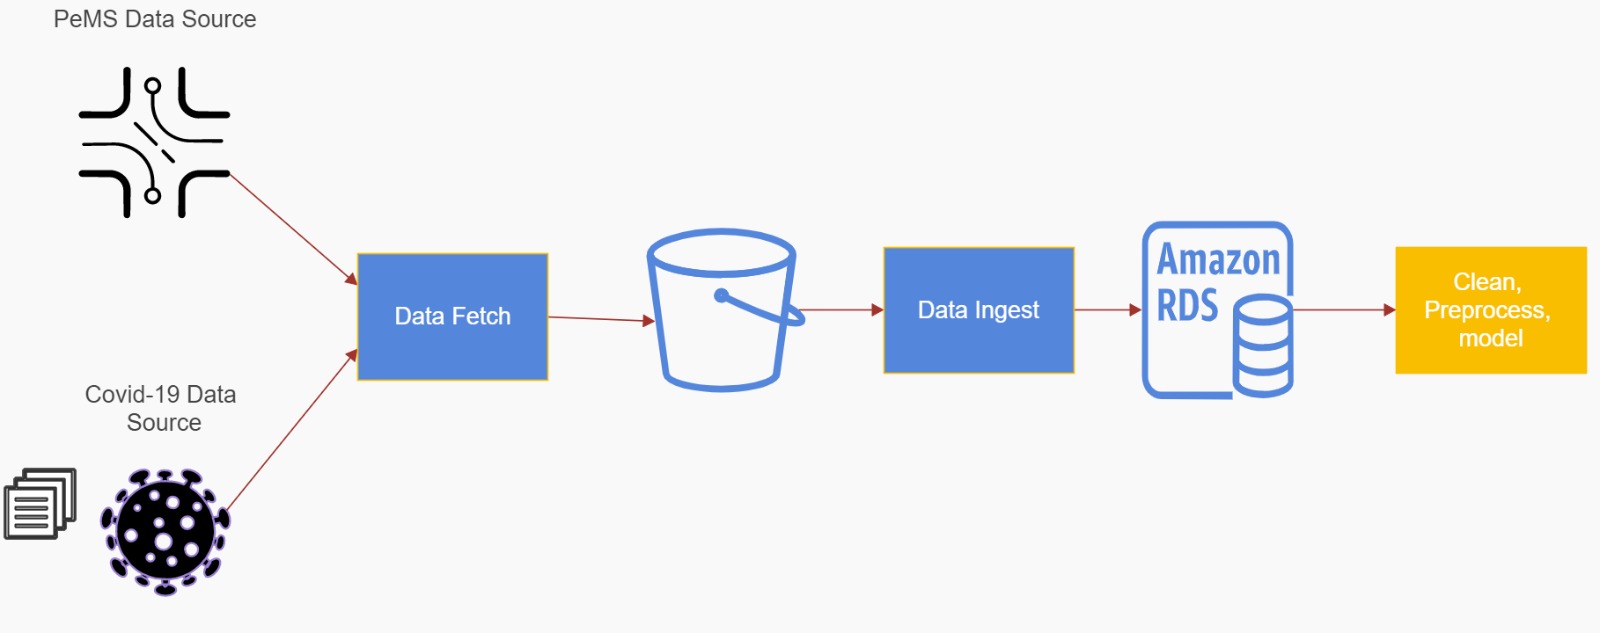 PeMS Data Source
Covid-19 Data
Source
Data Fetch
Data Ingest
Amazon
RDS
Clean,
Preprocess,
model